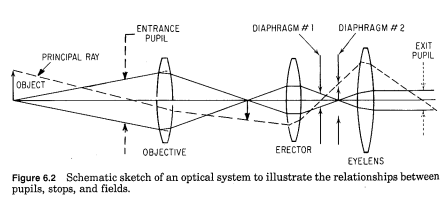 ENTRANCE
PUPIL
DIAPHRAGM #1
DIAPHRAGM #2
EXIT
PUPIL
PRINCIPAL RAY
OBJECT
OBJECTIVE
ERECTOR
EYELENS
Figure 6.2 Schematic sketch of an optical system to illustrate the relationships between
pupils, stops, and fields.